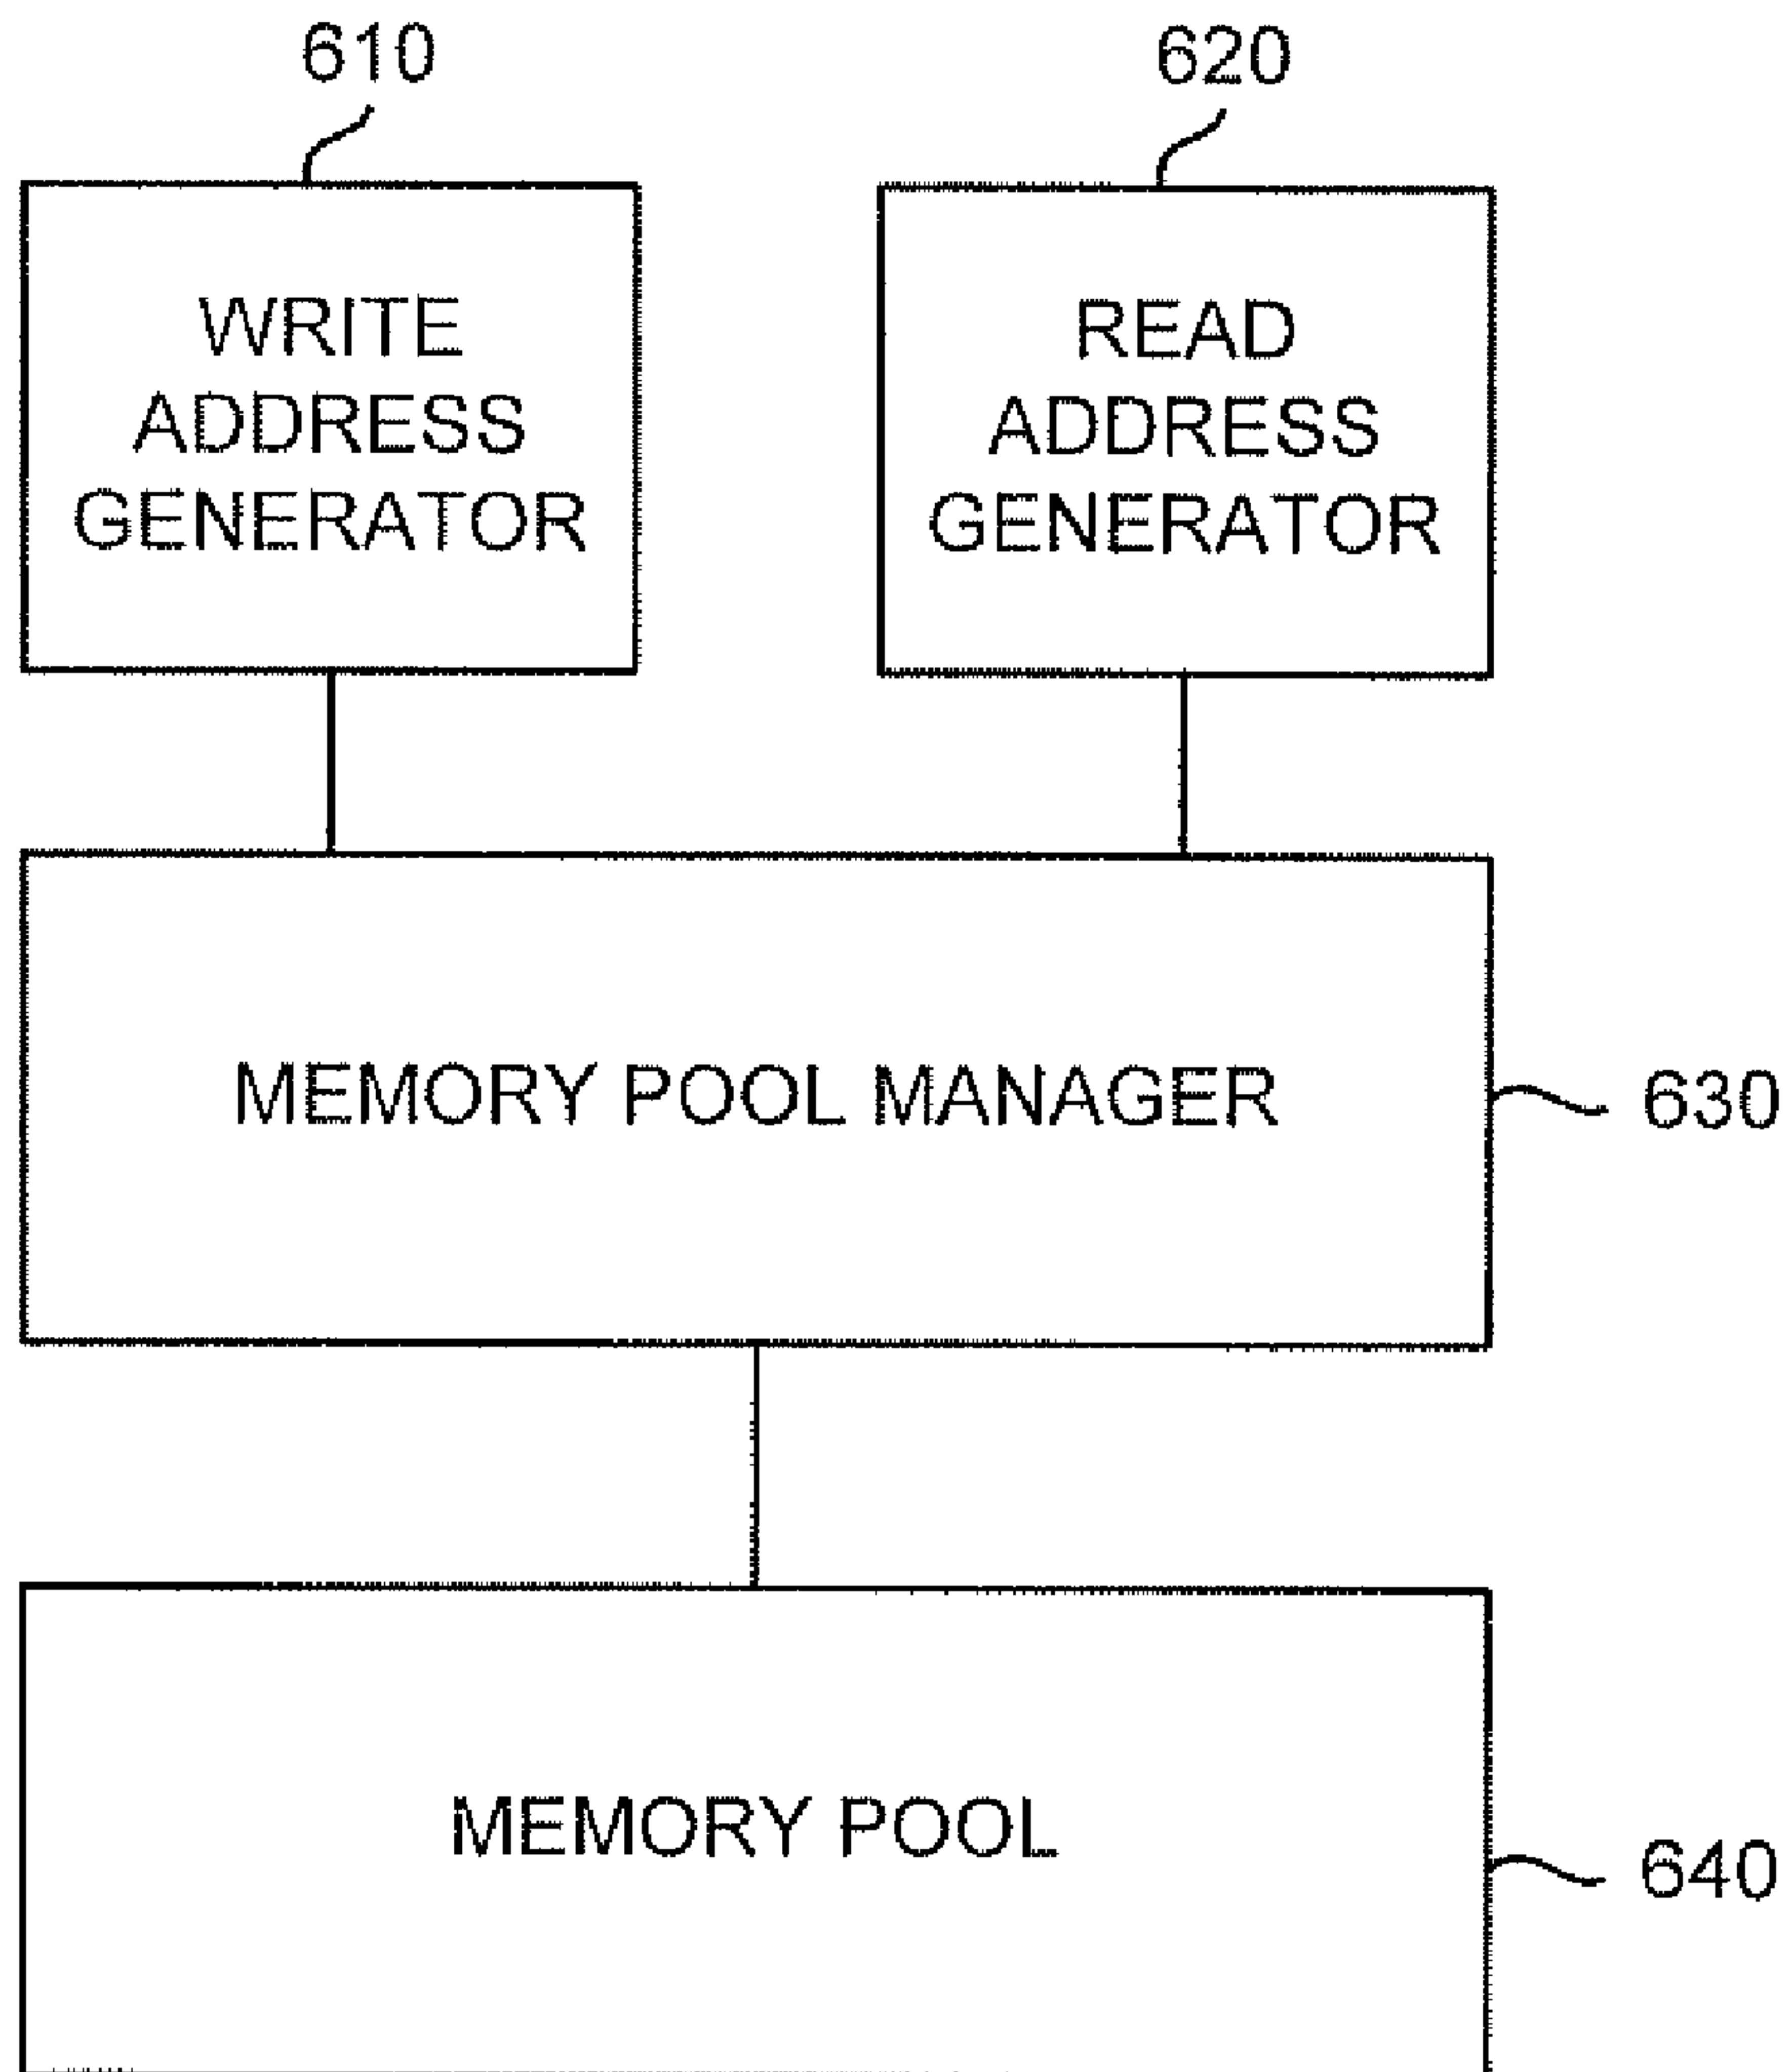 610
620
WRITE
ADDRESS
GENERATOR
READ
ADDRESS
GENERATOR
MEMORY POOL MANAGER
630
MEMORY POOL
640